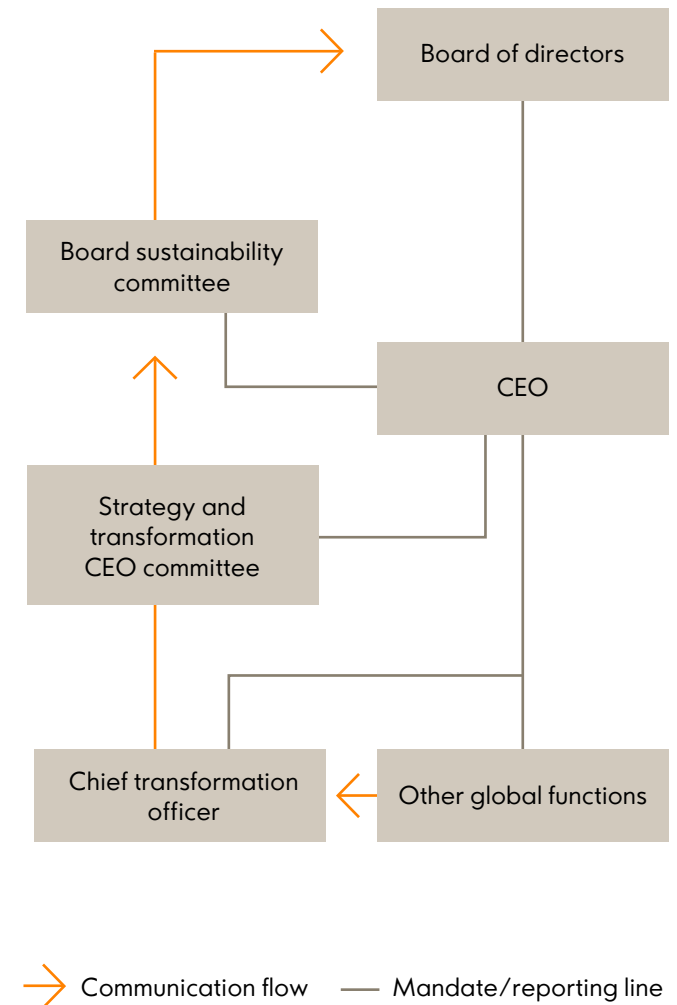 Board of directors
Board sustainability
committee
CEO
Strategy and
transformation
CEO committee
Chief transformation
officer
Other global functions
Communication flow
Mandate/reporting line